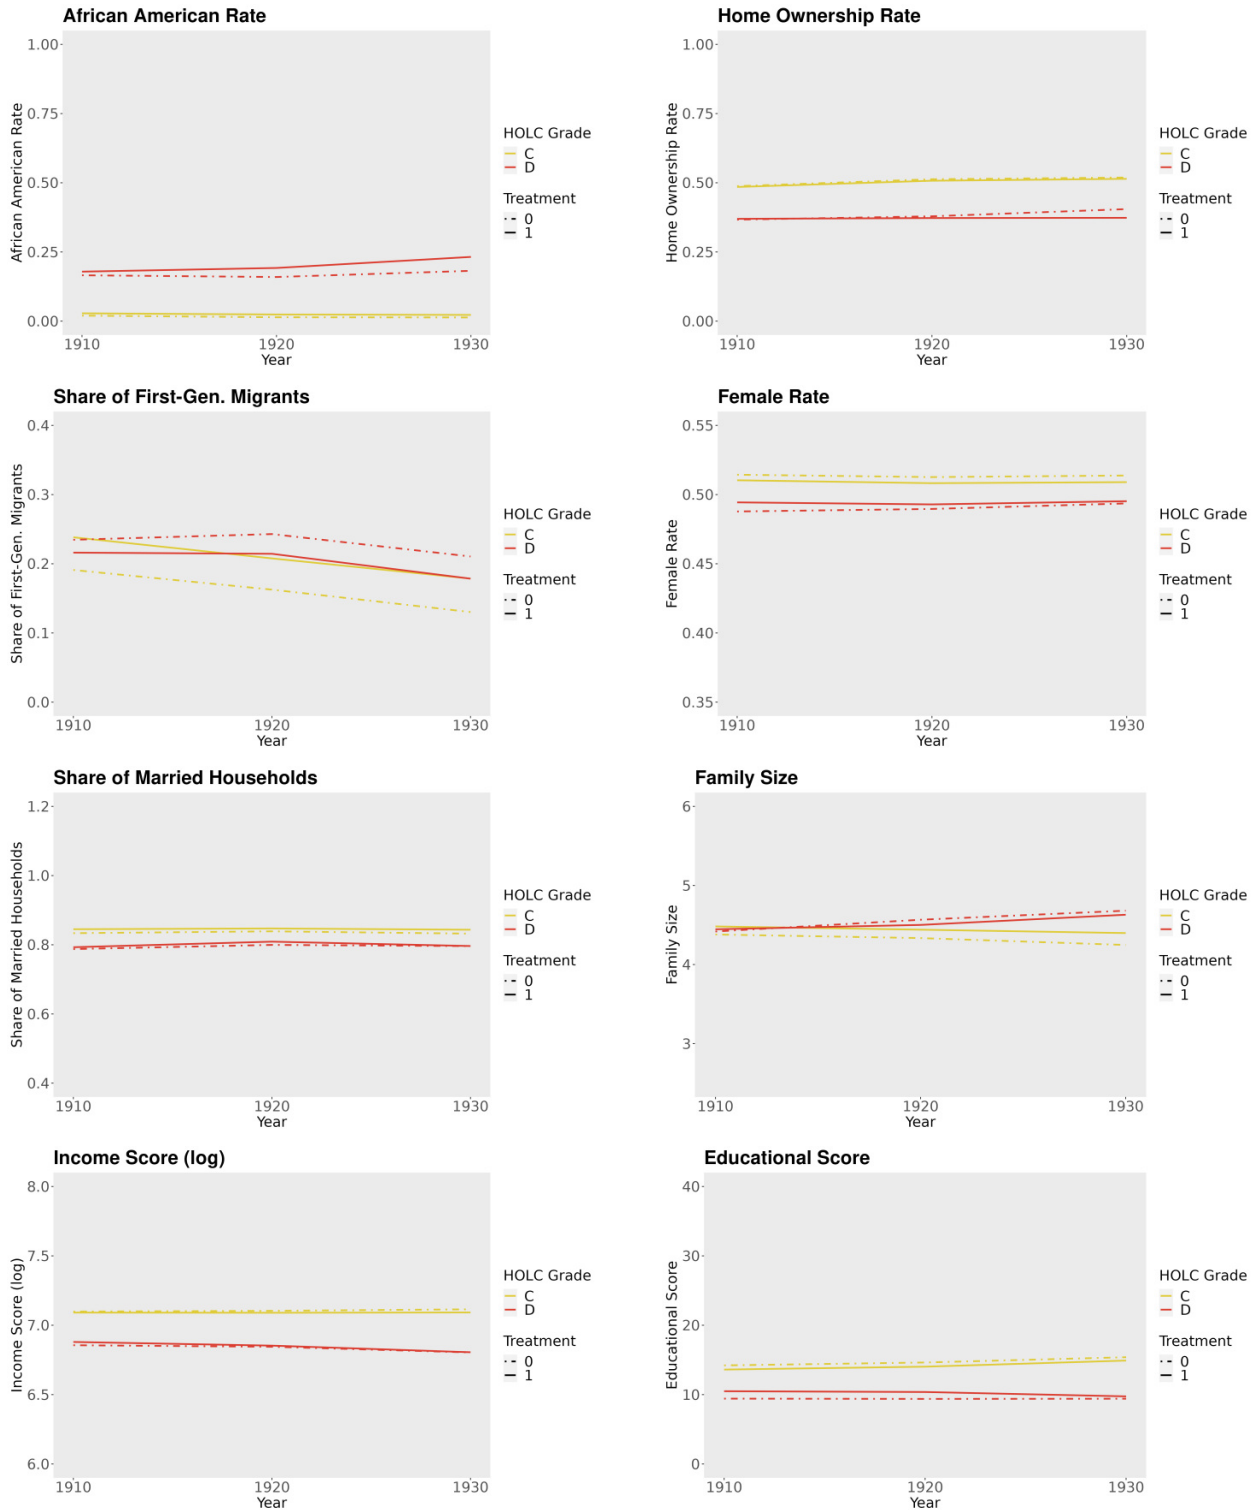 African American Rate
African American Rate
1.00
0.75
0.50
0.25
0.00
1910
1920
1930
Year
HOLC Grade
C
D
Treatment
0
1
Home Ownership Rate
Home Ownership Rate
1.00
0.75
0.50
0.25
0.00
1910
1920
1930
Year
HOLC Grade
C
D
Treatment
0
1
Share of First-Gen. Migrants
Share of First-Gen. Migrants
0.4
0.3
0.2
0.1
0.0
1910
1920
1930
Year
HOLC Grade
C
D
Treatment
0
1
Female Rate
Female Rate
0.55
0.50
0.45
0.40
0.35
1910
1920
1930
Year
HOLC Grade
C
D
Treatment
0
1
Share of Married Households
Share of Married Households
1.2
1.0
0.8
0.6
0.4
1910
1920
1930
Year
HOLC Grade
C
D
Treatment
0
1
Family Size
Family Size
6
5
4
3
1910
1920
1930
Year
HOLC Grade
C
D
Treatment
0
1
Income Score (log)
Income Score (log)
8.0
7.5
7.0
6.5
6.0
1910
1920
1930
Year
HOLC Grade
C
D
Treatment
0
1
Educational Score
Educational Score
40
30
20
10
0
1910
1920
1930
Year
HOLC Grade
C
D
Treatment
0
1